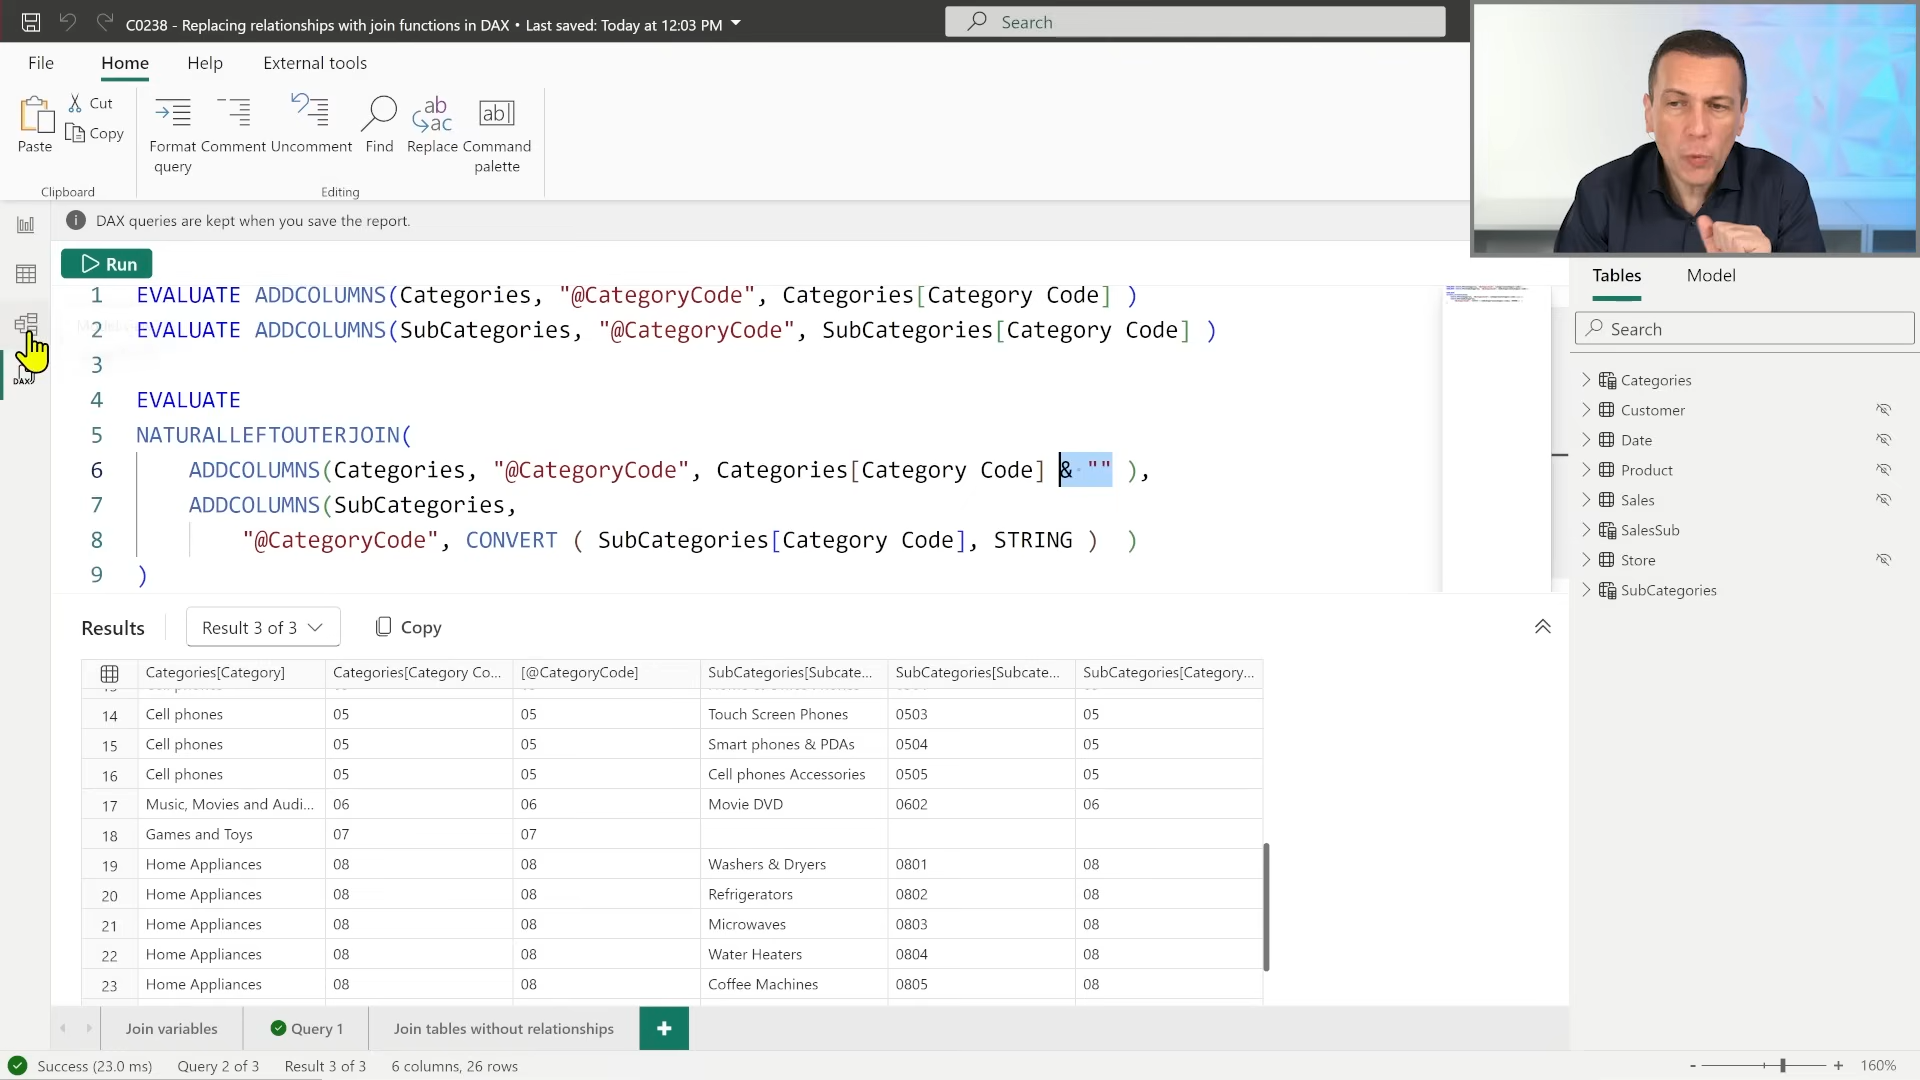 C0238 - Replacing relationships with join functions in DAX • Last saved: Today at 12:03 PM
Search
File
Home
Help
External tools
Paste
Cut
Copy
Clipboard
Format query
Comment
Uncomment
Find
Replace
Command palette
Editing
DAX queries are kept when you save the report.
Run
1 EVALUATE ADDCOLUMNS(Categories, "@CategoryCode", Categories[Category Code] )
2 EVALUATE ADDCOLUMNS(SubCategories, "@CategoryCode", SubCategories[Category Code] )
3
4 EVALUATE
5 NATURALLEFTOUTERJOIN(
6 ADDCOLUMNS(Categories, "@CategoryCode", Categories[Category Code] & "" ),
7 ADDCOLUMNS(SubCategories,
8 "@CategoryCode", CONVERT ( SubCategories[Category Code], STRING ) )
9 )
DAX
Tables
Model
Search
Categories
Customer
Date
Product
Sales
SalesSub
Store
SubCategories
Results
Result 3 of 3
Copy
Categories[Category] Categories[Category Co... [@CategoryCode] SubCategories[Subcate... SubCategories[Subcate... SubCategories[Category...
14 Cell phones 05 05 Touch Screen Phones 0503 05
15 Cell phones 05 05 Smart phones & PDAs 0504 05
16 Cell phones 05 05 Cell phones Accessories 0505 05
17 Music, Movies and Audi... 06 06 Movie DVD 0602 06
18 Games and Toys 07 07
19 Home Appliances 08 08 Washers & Dryers 0801 08
20 Home Appliances 08 08 Refrigerators 0802 08
21 Home Appliances 08 08 Microwaves 0803 08
22 Home Appliances 08 08 Water Heaters 0804 08
23 Home Appliances 08 08 Coffee Machines 0805 08
Join variables
Query 1
Join tables without relationships
Success (23.0 ms) Query 2 of 3 Result 3 of 3 6 columns, 26 rows
160%